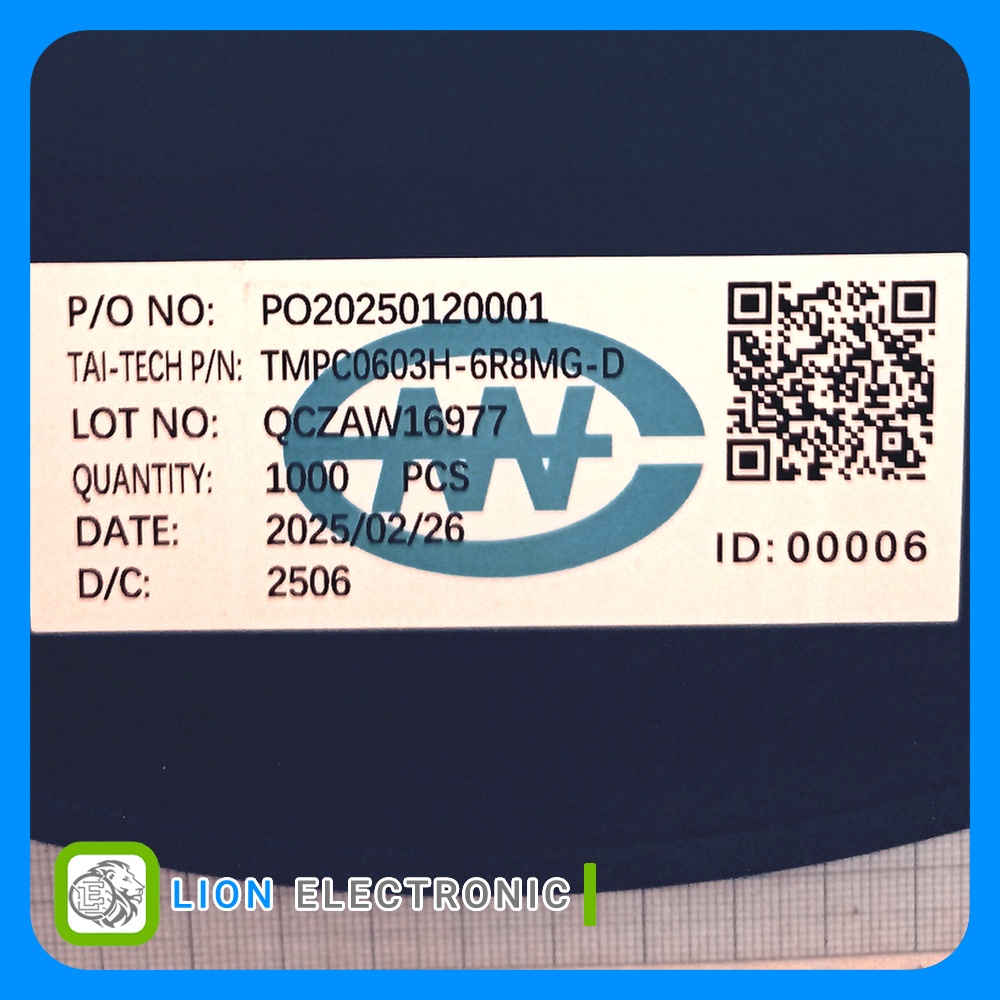 P/O NO: PO20250120001
TAI-TECH P/N: TMPC0603H-6R8MG-D
LOT NO: QCZAW16977
QUANTITY: 1000 PCS
DATE: 2025/02/26
D/C: 2506
ID: 00006
LION ELECTRONIC